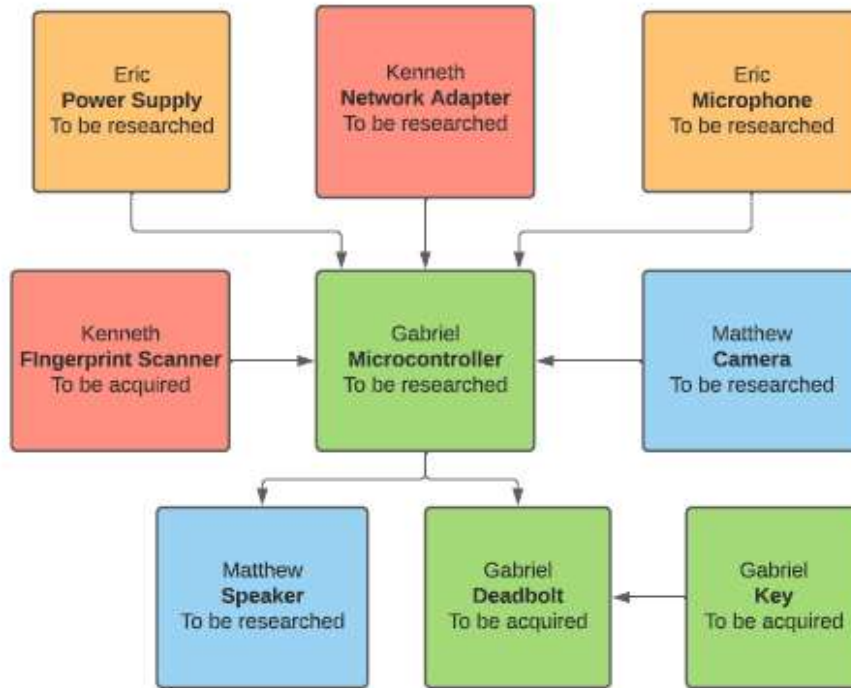 Eric
Power Supply
To be researched
Kenneth
Network Adapter
To be researched
Eric
Microphone
To be researched
Kenneth
FIngerprint Scanner
To be acquired
Gabriel
Microcontroller
To be researched
Matthew
Camera
To be researched
Matthew
Speaker
To be researched
Gabriel
Deadbolt
To be acquired
Gabriel
Key
To be acquired